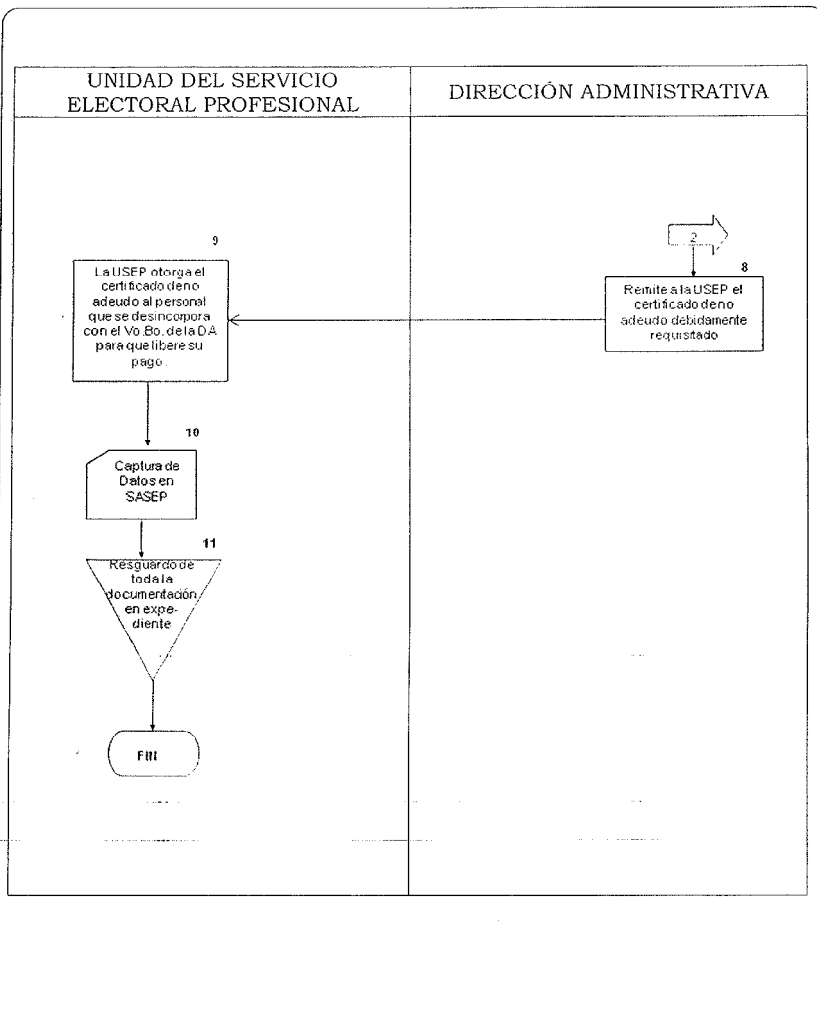 UNIDAD DEL SERVICIO
ELECTORAL PROFESIONAL
DIRECCIÓN ADMINISTRATIVA
2
8
Remite a la USEP el
certificado de no
adeudo debidamente
requisitado
9
La USEP otorga el
certificado de no
adeudo al personal
que se desincorpora
con el Vo.Bo. de la DA
para que libere su
pago.
10
Captura de
Datos en
SASEP
11
Resguardo de
toda la
documentación
en expe-
diente
FIN